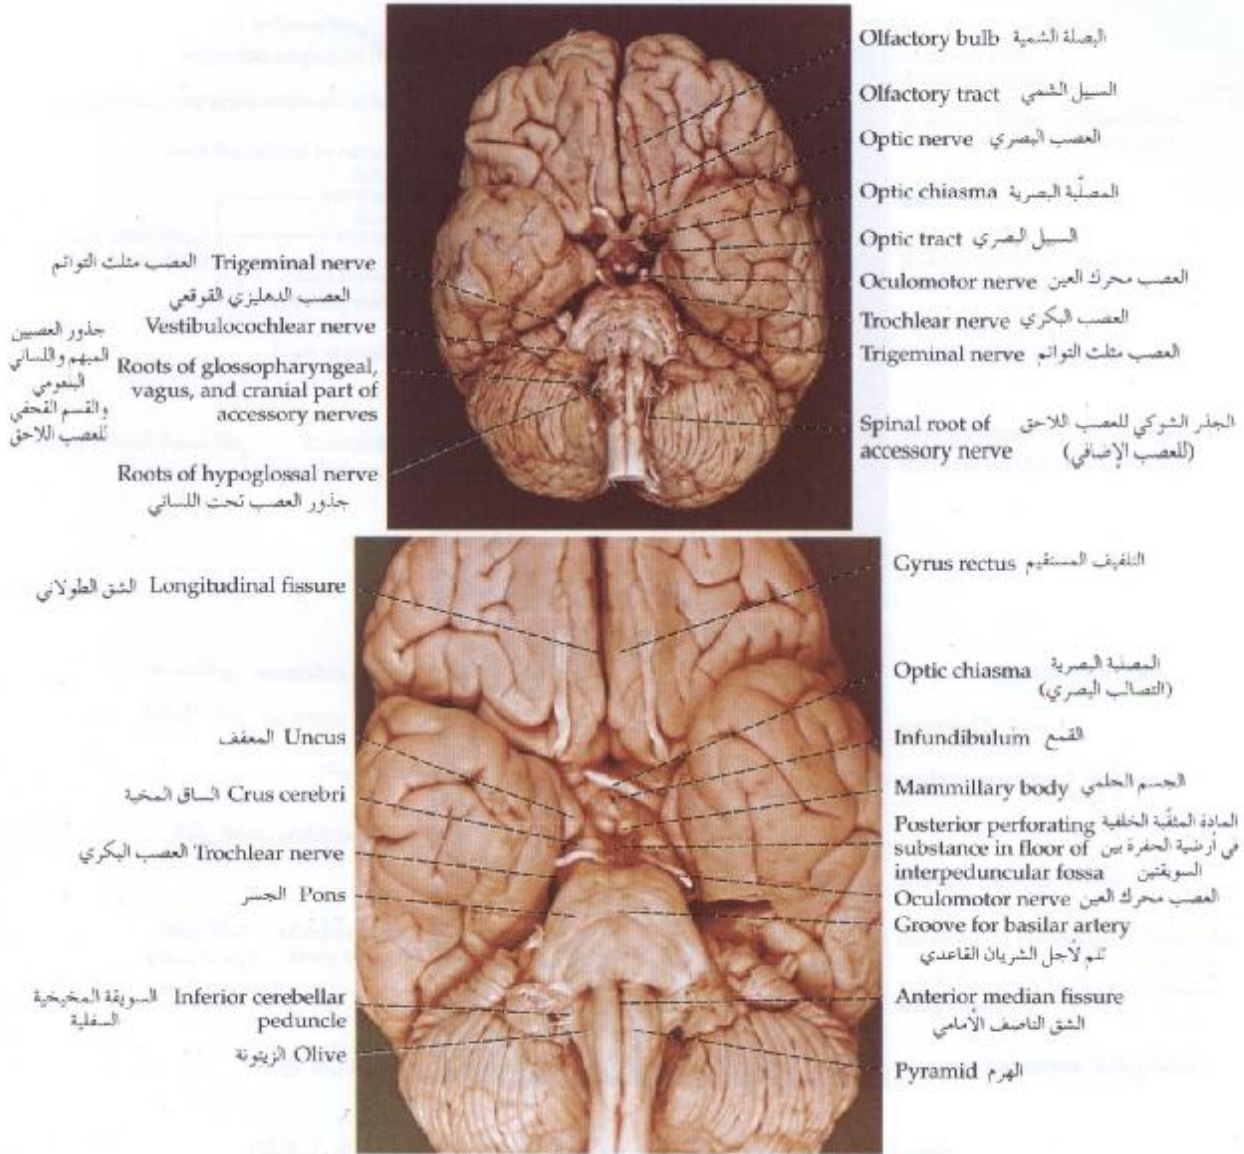 Olfactory bulb البصلة الشمية
Olfactory tract السبيل الشمي
Optic nerve العصب البصري
Optic chiasma المصلّبة البصرية
Optic tract السبيل البصري
Oculomotor nerve العصب محرك العين
Trochlear nerve العصب البكري
Trigeminal nerve العصب مثلث التوائم
Spinal root of الجذر الشوكي للعصب اللاحق
accessory nerve (للعصب الإضافي)
العصب مثلث التوائم Trigeminal nerve
العصب الدهليزي القوقعي
Vestibulocochlear nerve
جذور العصبين
المبهم واللساني
البلعومي
والقسم القحفي
للعصب اللاحق
Roots of glossopharyngeal,
vagus, and cranial part of
accessory nerves
Roots of hypoglossal nerve
جذور العصب تحت اللساني
الشق الطولاني Longitudinal fissure
المعقف Uncus
الساق المخية Crus cerebri
العصب البكري Trochlear nerve
الجسر Pons
السويقة المخيخية Inferior cerebellar
السفلية peduncle
الزيتونة Olive
Gyrus rectus التلفيف المستقيم
Optic chiasma المصلبة البصرية
(التصالب البصري)
Infundibulum القمع
Mammillary body الجسم الحلمي
Posterior perforating المادة المثقّبة الخلفية
substance in floor of في أرضية الحفرة بين
interpeduncular fossa السويقتين
Oculomotor nerve العصب محرك العين
Groove for basilar artery
ثلم لأجل الشريان القاعدي
Anterior median fissure
الشق الناصف الأمامي
Pyramid الهرم